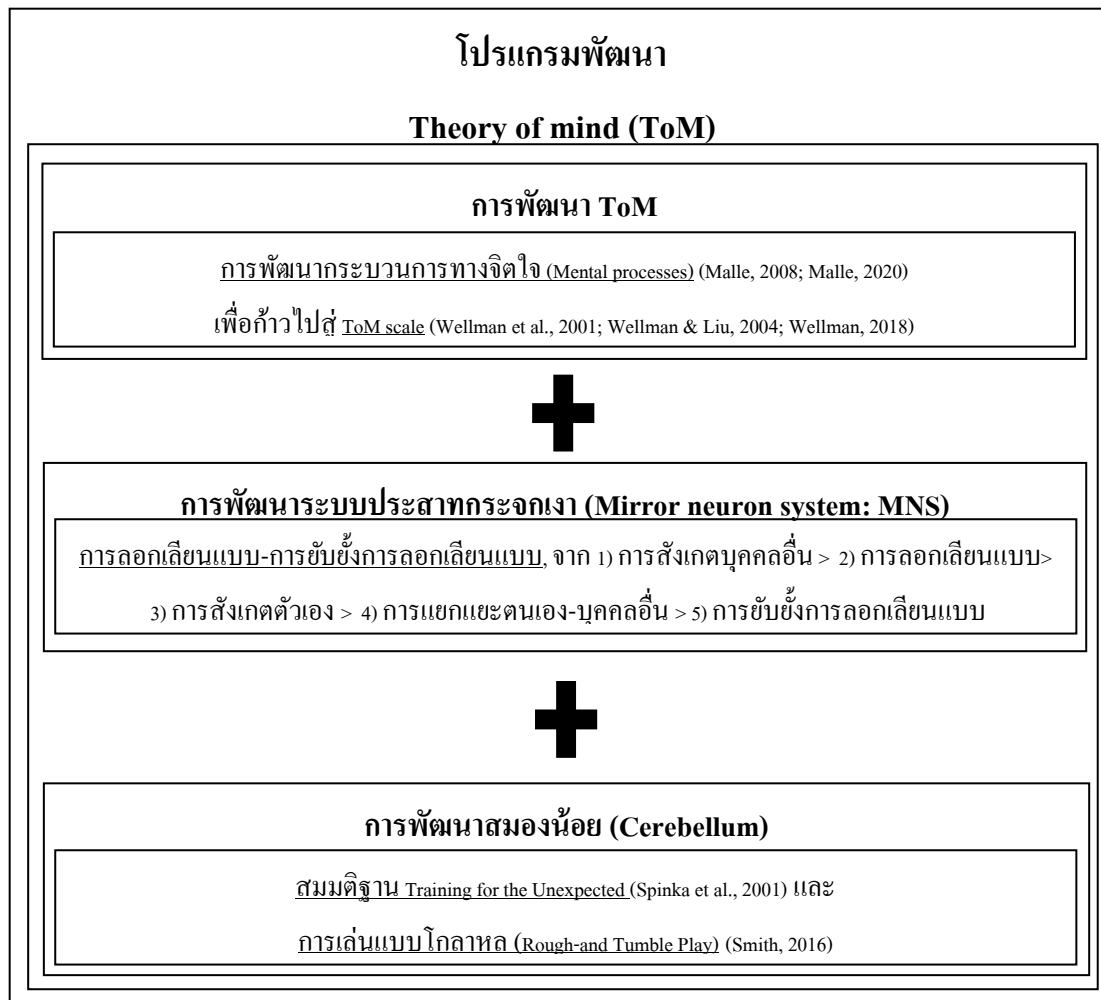 โปรแกรมพัฒนา
Theory of mind (ToM)
การพัฒนา ToM
การพัฒนากระบวนการทางจิตใจ (Mental processes) (Malle, 2008; Malle, 2020)
เพื่อก้าวไปสู่ ToM scale (Wellman et al., 2001; Wellman & Liu, 2004; Wellman, 2018)
การพัฒนาระบบประสาทกระจกเงา (Mirror neuron system: MNS)
การลอกเลียนแบบ-การยับยั้งการลอกเลียนแบบ, จาก 1) การสังเกตบุคคลอื่น > 2) การลอกเลียนแบบ>
3) การสังเกตตัวเอง > 4) การแยกแยะตนเอง-บุคคลอื่น > 5) การยับยั้งการลอกเลียนแบบ
การพัฒนาสมองน้อย (Cerebellum)
สมมติฐาน Training for the Unexpected (Spinka et al., 2001) และ
การเล่นแบบโกลาหล (Rough-and Tumble Play) (Smith, 2016)